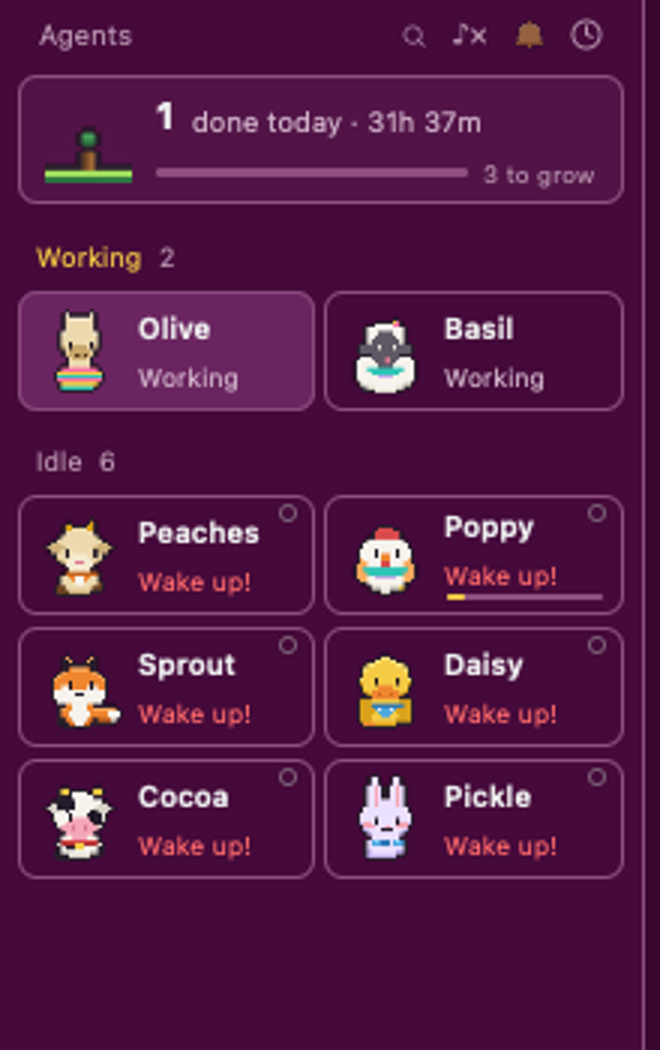 Agents
1 done today · 31h 37m
3 to grow
Working 2
Olive
Working
Basil
Working
Idle 6
Peaches
Wake up!
Poppy
Wake up!
Sprout
Wake up!
Daisy
Wake up!
Cocoa
Wake up!
Pickle
Wake up!